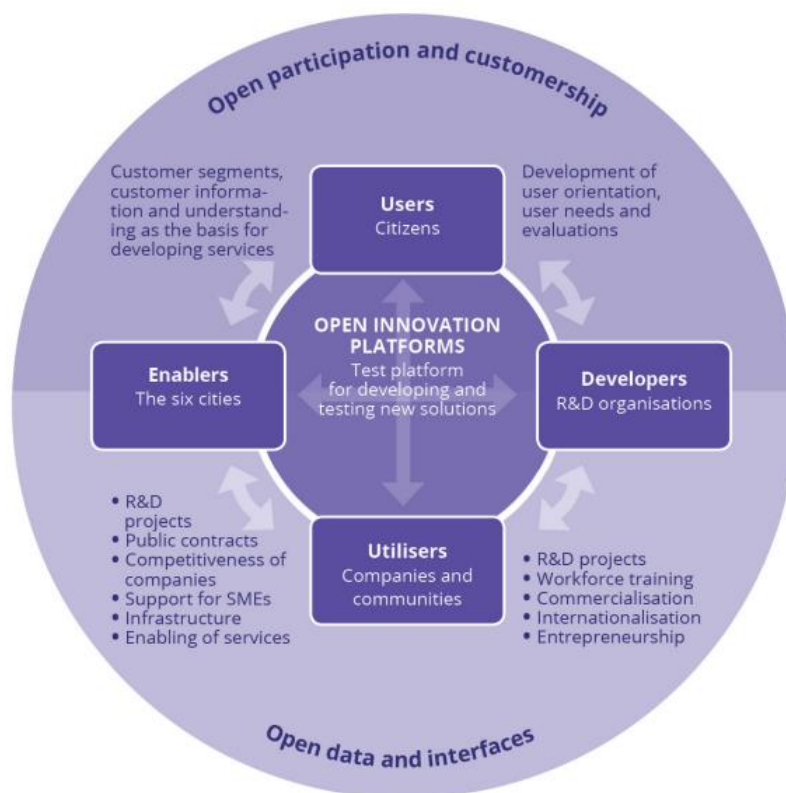 Open participation and customership
Customer segments,
customer informa-
tion and understand-
ing as the basis for
developing services
Users
Citizens
Development of
user orientation,
user needs and
evaluations
OPEN INNOVATION
PLATFORMS
Test platform
for developing and
testing new solutions
Enablers
The six cities
Developers
R&D organisations
• R&D
projects
• Public contracts
• Competitiveness of
companies
• Support for SMEs
• Infrastructure
• Enabling of services
Utilisers
Companies and
communities
• R&D projects
• Workforce training
• Commercialisation
• Internationalisation
• Entrepreneurship
Open data and interfaces